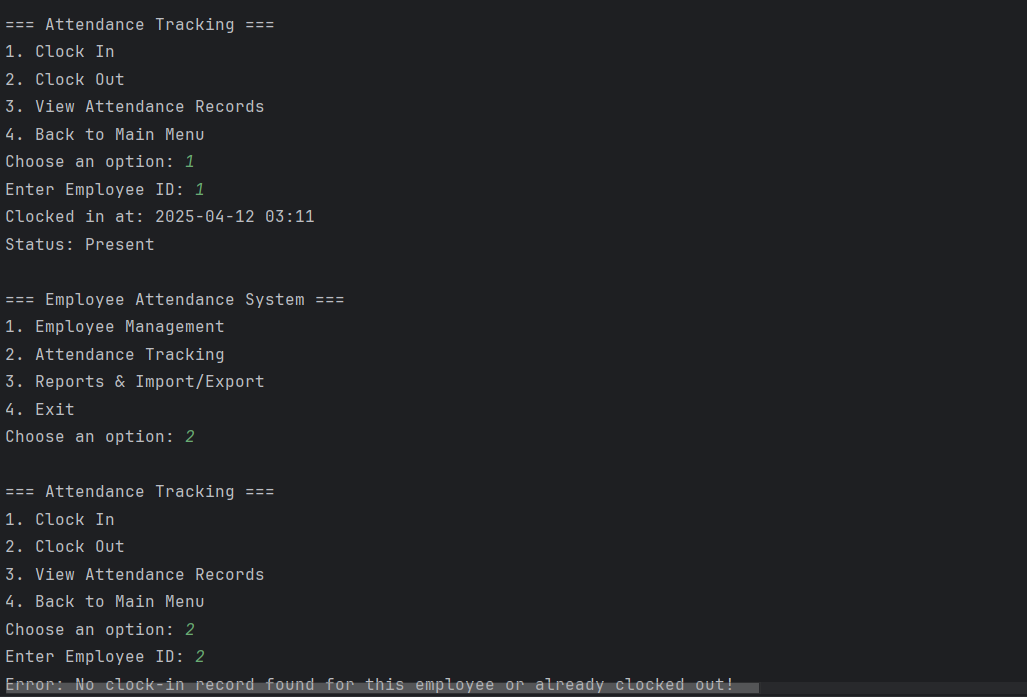 === Attendance Tracking ===
1. Clock In
2. Clock Out
3. View Attendance Records
4. Back to Main Menu
Choose an option: 1
Enter Employee ID: 1
Clocked in at: 2025-04-12 03:11
Status: Present
=== Employee Attendance System ===
1. Employee Management
2. Attendance Tracking
3. Reports & Import/Export
4. Exit
Choose an option: 2
=== Attendance Tracking ===
1. Clock In
2. Clock Out
3. View Attendance Records
4. Back to Main Menu
Choose an option: 2
Enter Employee ID: 2
Error: No clock-in record found for this employee or already clocked out!